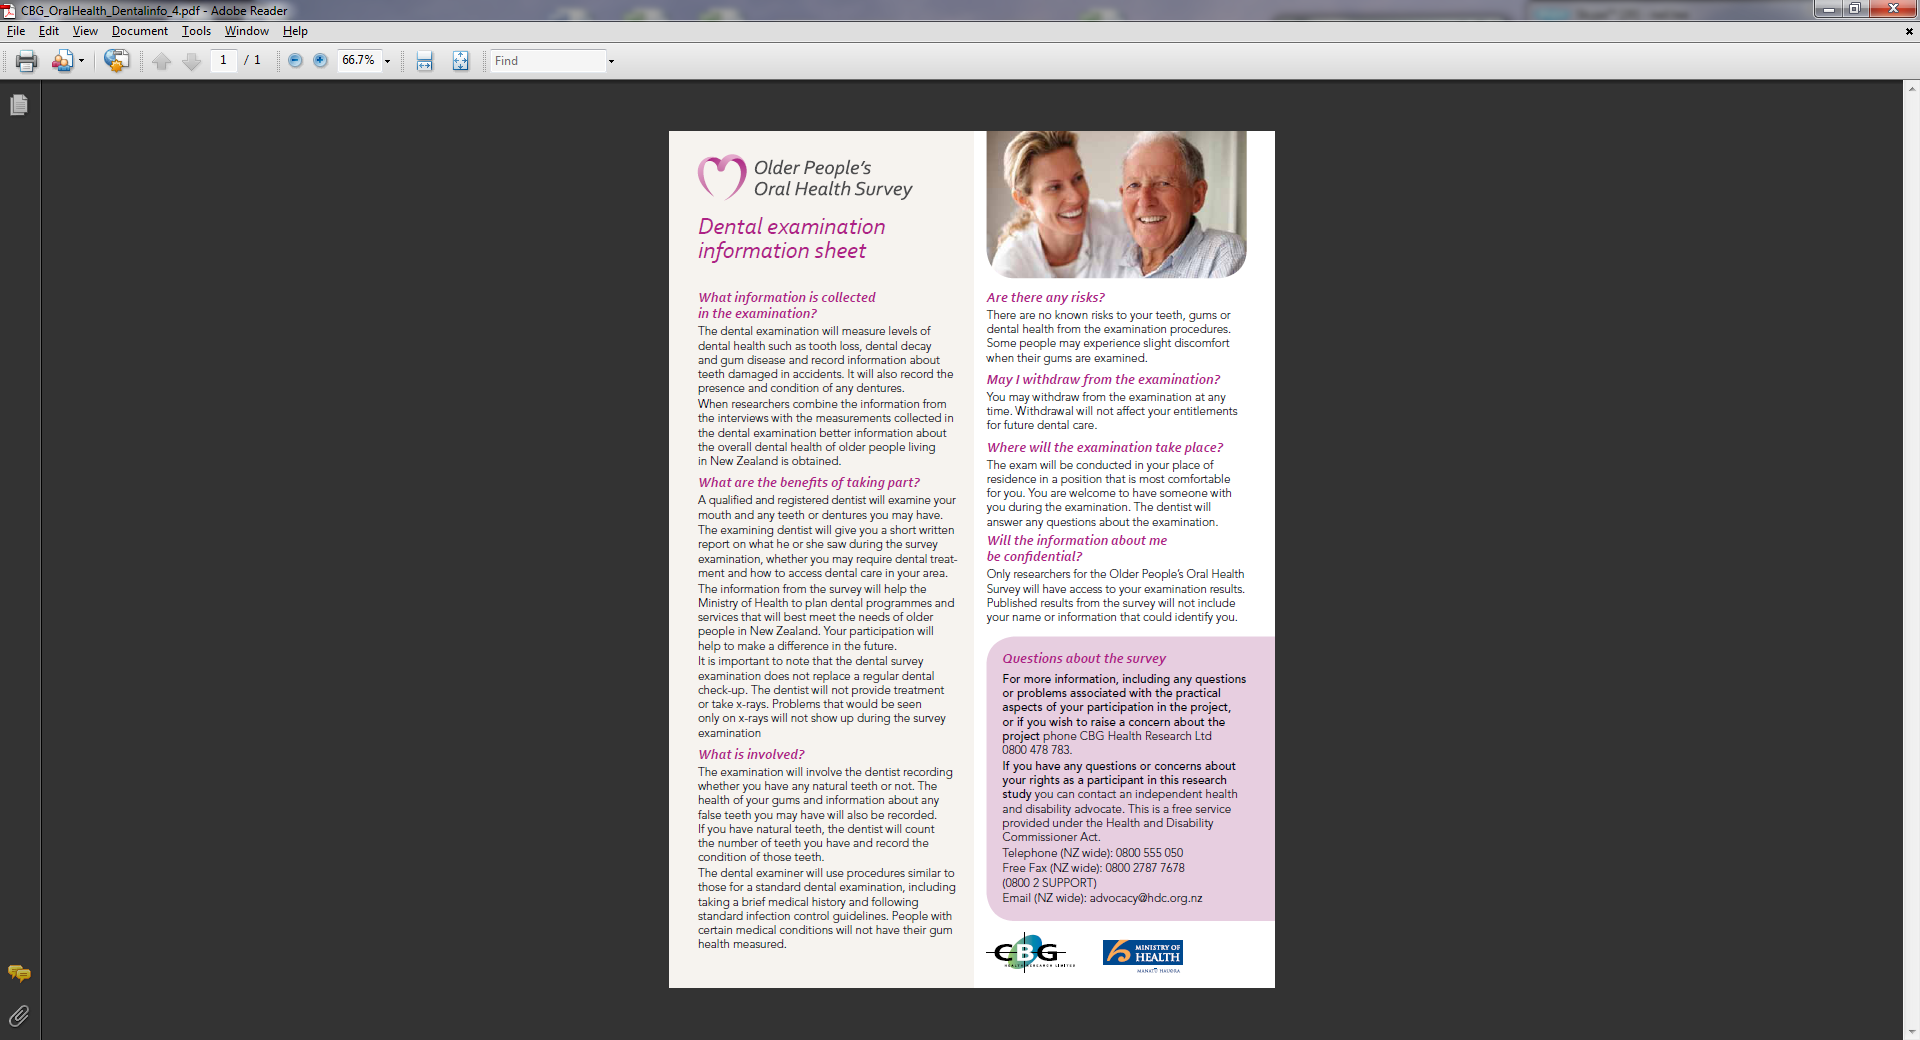 CBG_OralHealth_Dentalinfo_4.pdf - Adobe Reader
File Edit View Document Tools Window Help
1 / 1 66.7% Find
Older People's
Oral Health Survey
Dental examination
information sheet
What information is collected
in the examination?
The dental examination will measure levels of
dental health such as tooth loss, dental decay
and gum disease and record information about
teeth damaged in accidents. It will also record the
presence and condition of any dentures.
When researchers combine the information from
the interviews with the measurements collected in
the dental examination better information about
the overall dental health of older people living
in New Zealand is obtained.
What are the benefits of taking part?
A qualified and registered dentist will examine your
mouth and any teeth or dentures you may have.
The examining dentist will give you a short written
report on what he or she saw during the survey
examination, whether you may require dental treat-
ment and how to access dental care in your area.
The information from the survey will help the
Ministry of Health to plan dental programmes and
services that will best meet the needs of older
people in New Zealand. Your participation will
help to make a difference in the future.
It is important to note that the dental survey
examination does not replace a regular dental
check-up. The dentist will not provide treatment
or take x-rays. Problems that would be seen
only on x-rays will not show up during the survey
examination
What is involved?
The examination will involve the dentist recording
whether you have any natural teeth or not. The
health of your gums and information about any
false teeth you may have will also be recorded.
If you have natural teeth, the dentist will count
the number of teeth you have and record the
condition of those teeth.
The dental examiner will use procedures similar to
those for a standard dental examination, including
taking a brief medical history and following
standard infection control guidelines. People with
certain medical conditions will not have their gum
health measured.
Are there any risks?
There are no known risks to your teeth, gums or
dental health from the examination procedures.
Some people may experience slight discomfort
when their gums are examined.
May I withdraw from the examination?
You may withdraw from the examination at any
time. Withdrawal will not affect your entitlements
for future dental care.
Where will the examination take place?
The exam will be conducted in your place of
residence in a position that is most comfortable
for you. You are welcome to have someone with
you during the examination. The dentist will
answer any questions about the examination.
Will the information about me
be confidential?
Only researchers for the Older People's Oral Health
Survey will have access to your examination results.
Published results from the survey will not include
your name or information that could identify you.
Questions about the survey
For more information, including any questions
or problems associated with the practical
aspects of your participation in the project,
or if you wish to raise a concern about the
project phone CBG Health Research Ltd
0800 478 783.
If you have any questions or concerns about
your rights as a participant in this research
study you can contact an independent health
and disability advocate. This is a free service
provided under the Health and Disability
Commissioner Act.
Telephone (NZ wide): 0800 555 050
Free Fax (NZ wide): 0800 2787 7678
(0800 2 SUPPORT)
Email (NZ wide): advocacy@hdc.org.nz
CBG
HEALTH RESEARCH LIMITED
MINISTRY OF
HEALTH
MANATŪ HAUORA